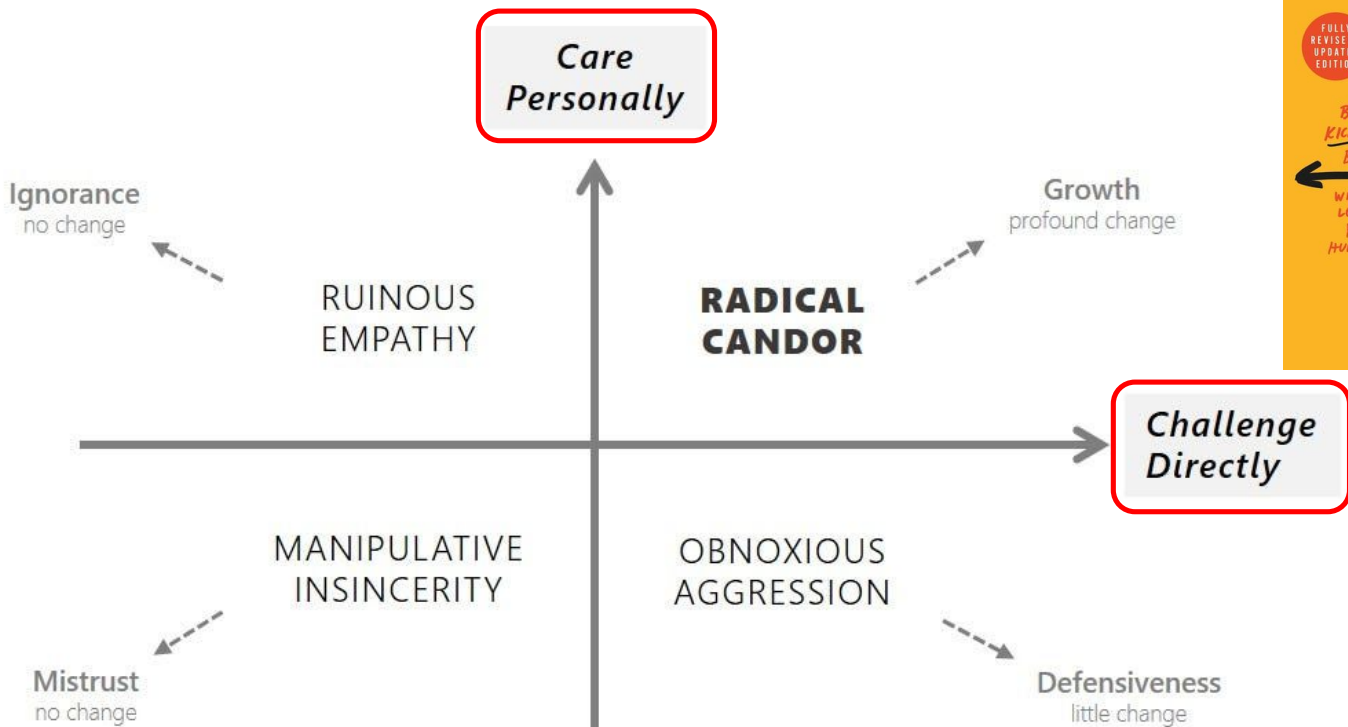 Care
Personally
FULLY
Ignorance
no change
Growth
profound change
RUINOUS
EMPATHY
RADICAL
CANDOR
Challenge
Directly
MANIPULATIVE
INSINCERITY
OBNOXIOUS
AGGRESSION
Mistrust
no change
Defensiveness
little change